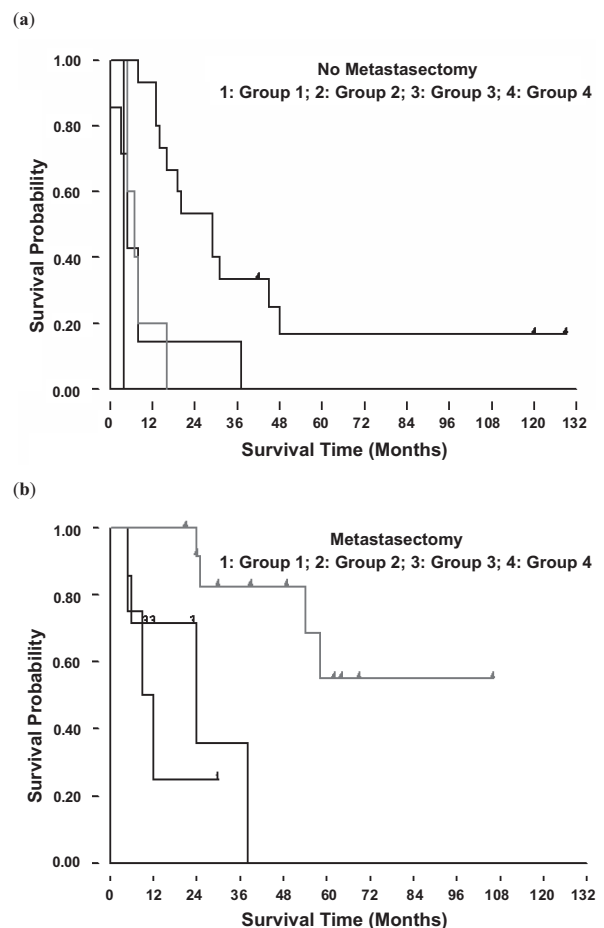 (a)
No Metastasectomy
1: Group 1; 2: Group 2; 3: Group 3; 4: Group 4
1.00
0.80
0.60
0.40
0.20
0.00
Survival Probability
0 12 24 36 48 60 72 84 96 108 120 132
Survival Time (Months)
(b)
Metastasectomy
1: Group 1; 2: Group 2; 3: Group 3; 4: Group 4
1.00
0.80
0.60
0.40
0.20
0.00
Survival Probability
0 12 24 36 48 60 72 84 96 108 120 132
Survival Time (Months)